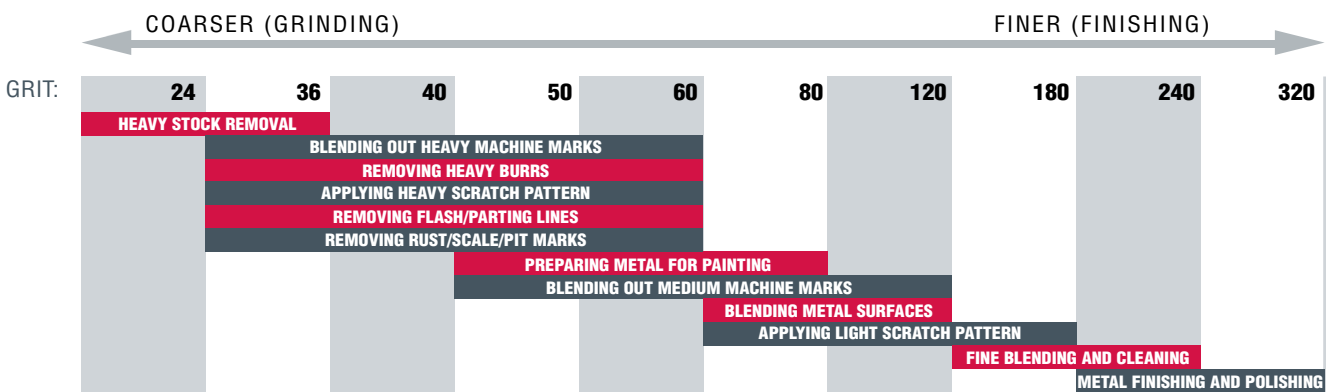 COARSER (GRINDING) FINER (FINISHING)
GRIT: 24 36 40 50 60 80 120 180 240 320
HEAVY STOCK REMOVAL
BLENDING OUT HEAVY MACHINE MARKS
REMOVING HEAVY BURRS
APPLYING HEAVY SCRATCH PATTERN
REMOVING FLASH/PARTING LINES
REMOVING RUST/SCALE/PIT MARKS
PREPARING METAL FOR PAINTING
BLENDING OUT MEDIUM MACHINE MARKS
BLENDING METAL SURFACES
APPLYING LIGHT SCRATCH PATTERN
FINE BLENDING AND CLEANING
METAL FINISHING AND POLISHING